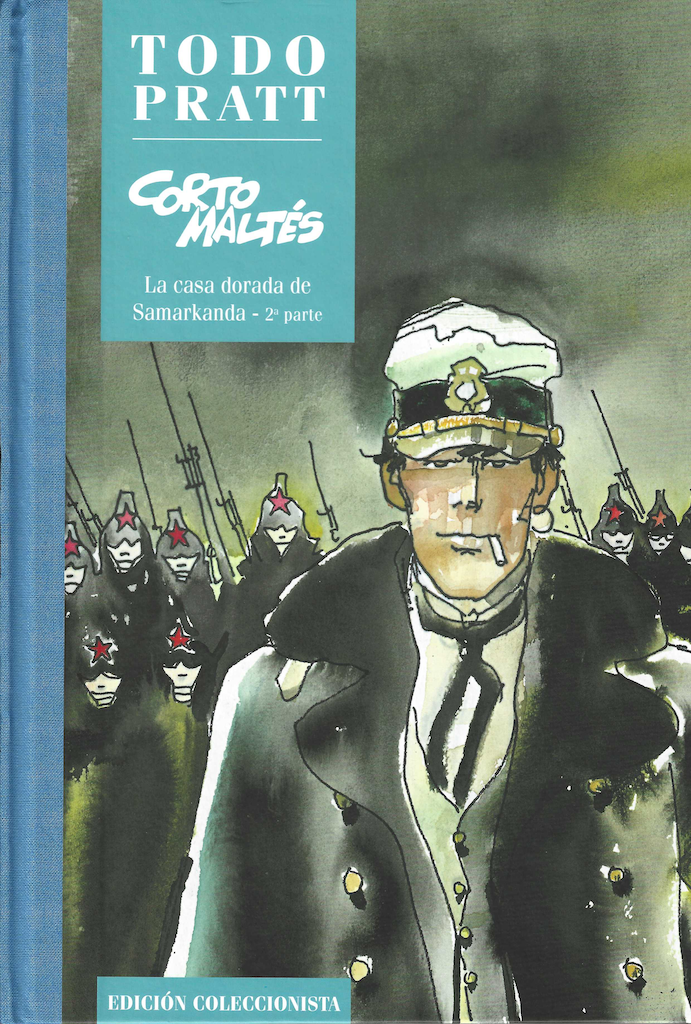 TODO
PRATT
CORTO
MALTÉS
La casa dorada de
Samarkanda - 2ª parte
EDICIÓN COLECCIONISTA